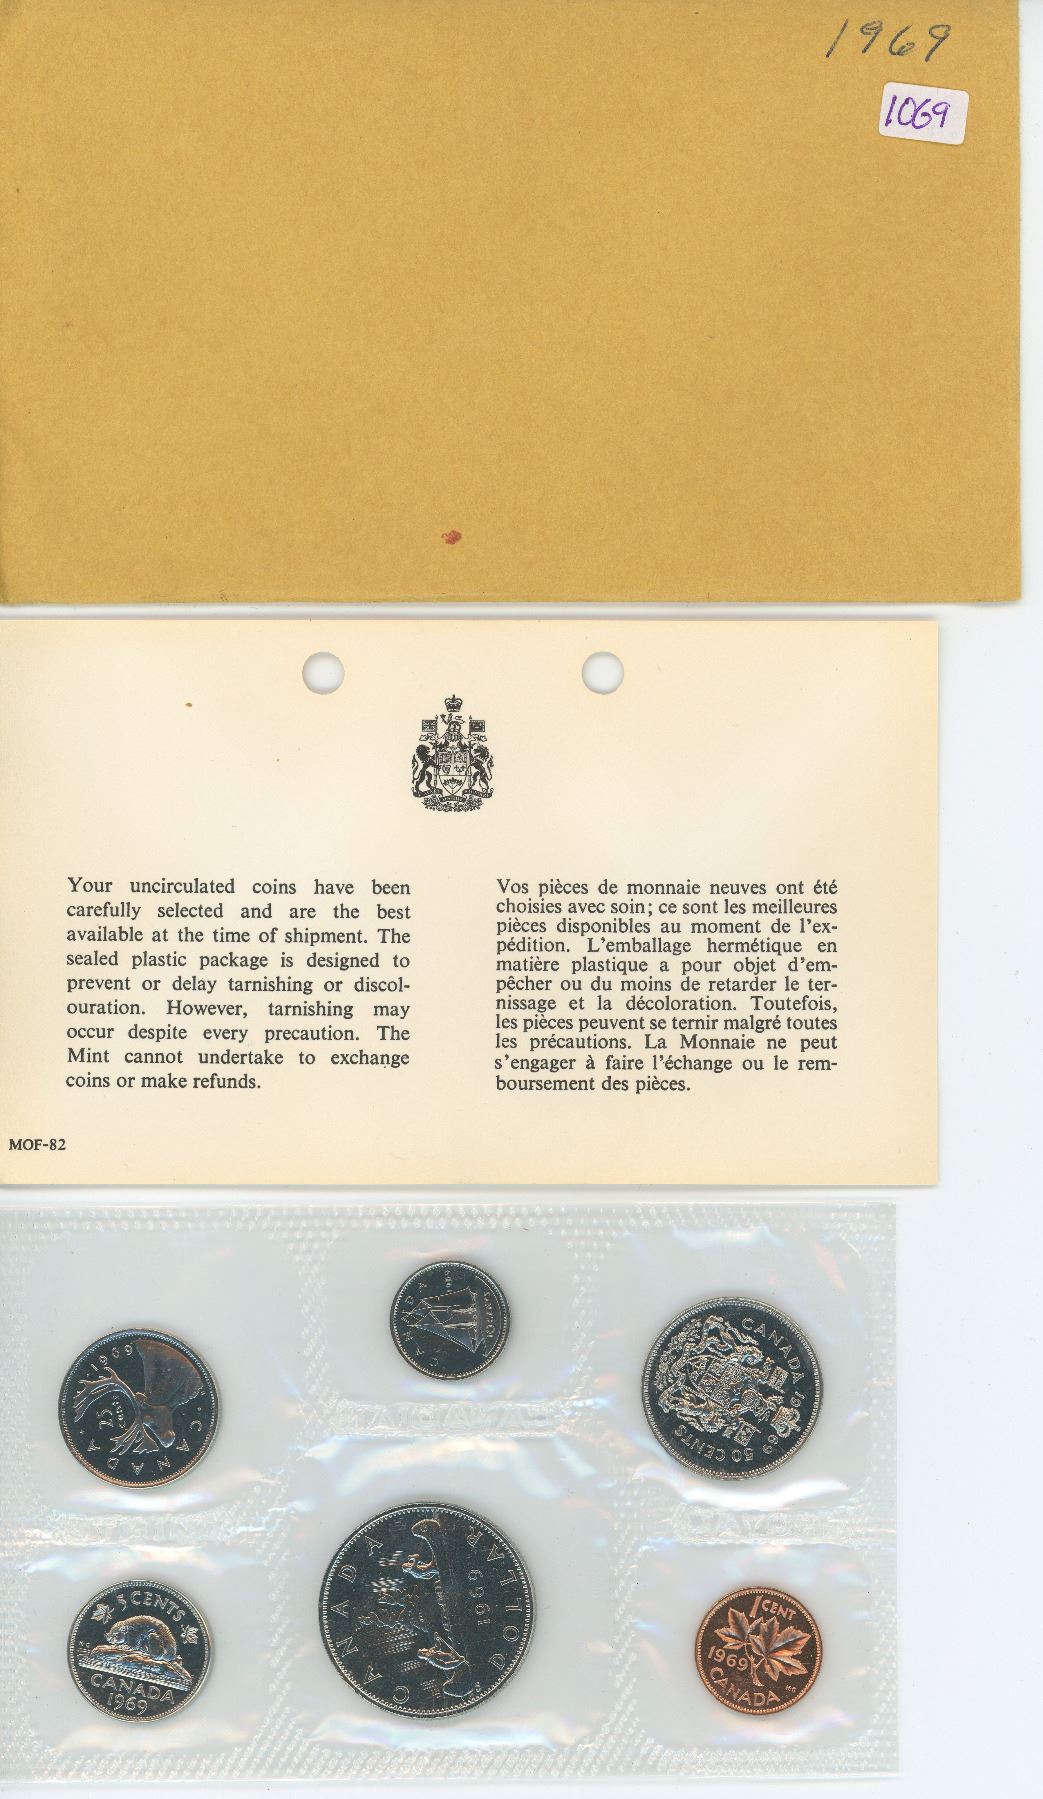 1969
1069
Your uncirculated coins have been
carefully selected and are the best
available at the time of shipment. The
sealed plastic package is designed to
prevent or delay tarnishing or discol-
ouration. However, tarnishing may
occur despite every precaution. The
Mint cannot undertake to exchange
coins or make refunds.
Vos pièces de monnaie neuves ont été
choisies avec soin; ce sont les meilleures
pièces disponibles au moment de l'ex-
pédition. L'emballage hermétique en
matière plastique a pour objet d'em-
pêcher ou du moins de retarder le ter-
nissage et la décoloration. Toutefois,
les pièces peuvent se ternir malgré toutes
les précautions. La Monnaie ne peut
s'engager à faire l'échange ou le rem-
boursement des pièces.
MOF-82
CANADA
1969
25
CENTS
CANADA
CANADA 1969
50 CENTS
5 CENTS
CANADA
1969
CANADA
1969
DOLLAR
1 CENT
1969
CANADA